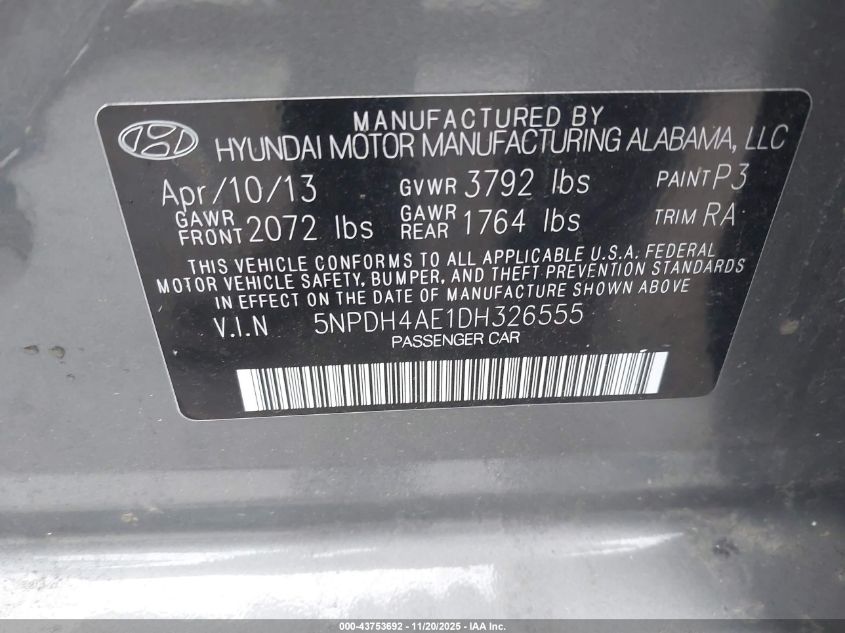 MANUFACTURED BY
HYUNDAI MOTOR MANUFACTURING ALABAMA, LLC
Apr/10/13 GVWR 3792 lbs PAINT P3
GAWR FRONT 2072 lbs GAWR REAR 1764 lbs TRIM RA
THIS VEHICLE CONFORMS TO ALL APPLICABLE U.S.A. FEDERAL
MOTOR VEHICLE SAFETY, BUMPER, AND THEFT PREVENTION STANDARDS
IN EFFECT ON THE DATE OF MANUFACTURE SHOWN ABOVE
V.I.N 5NPDH4AE1DH326555
PASSENGER CAR
000-43753692 - 11/20/2025 - IAA Inc.